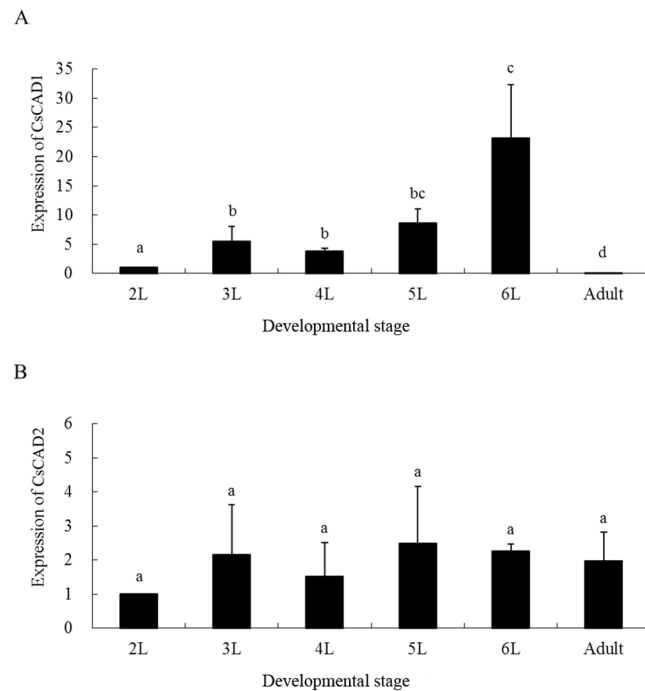 A
Expression of CsCAD1
35
30
25
20
15
10
5
0
a
b
b
bc
c
d
2L 3L 4L 5L 6L Adult
Developmental stage
B
Expression of CsCAD2
6
5
4
3
2
1
0
a
a
a
a
a
a
2L 3L 4L 5L 6L Adult
Developmental stage